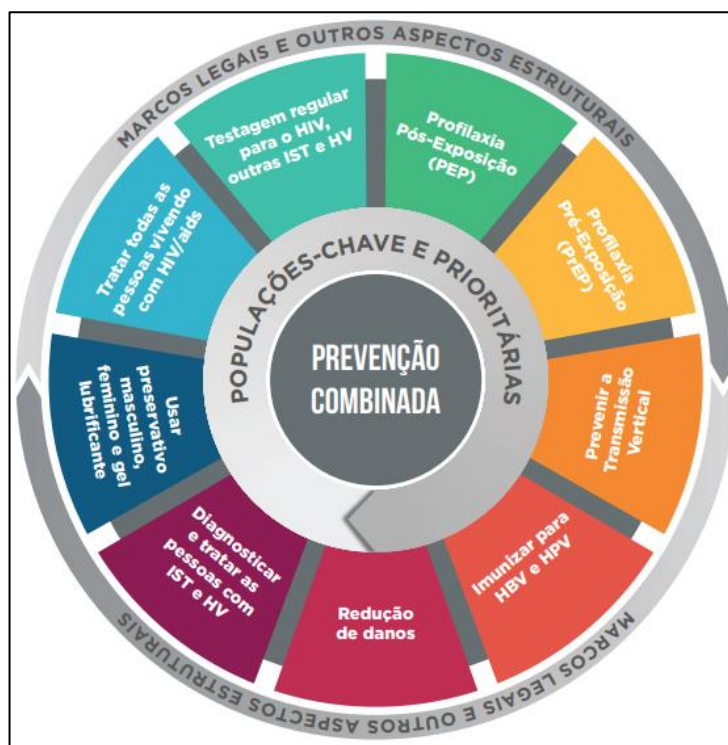 MARCOS LEGAIS E OUTROS ASPECTOS ESTRUTURAIS
Testagem regular
para o HIV,
outras IST e HV
Profilaxia
Pós-Exposição
(PEP)
Profilaxia
Pré-Exposição
(PrEP)
Prevenir a
Transmissão
Vertical
Imunizar para
HBV e HPV
Redução
de danos
Diagnosticar
e tratar as
pessoas com
IST e HV
Usar
preservativo
masculino,
feminino e gel
lubrificante
Tratar todas as
pessoas vivendo
com HIV/aids
POPULAÇÕES-CHAVE E PRIORITÁRIAS
PREVENÇÃO
COMBINADA
MARCOS LEGAIS E OUTROS ASPECTOS ESTRUTURAIS